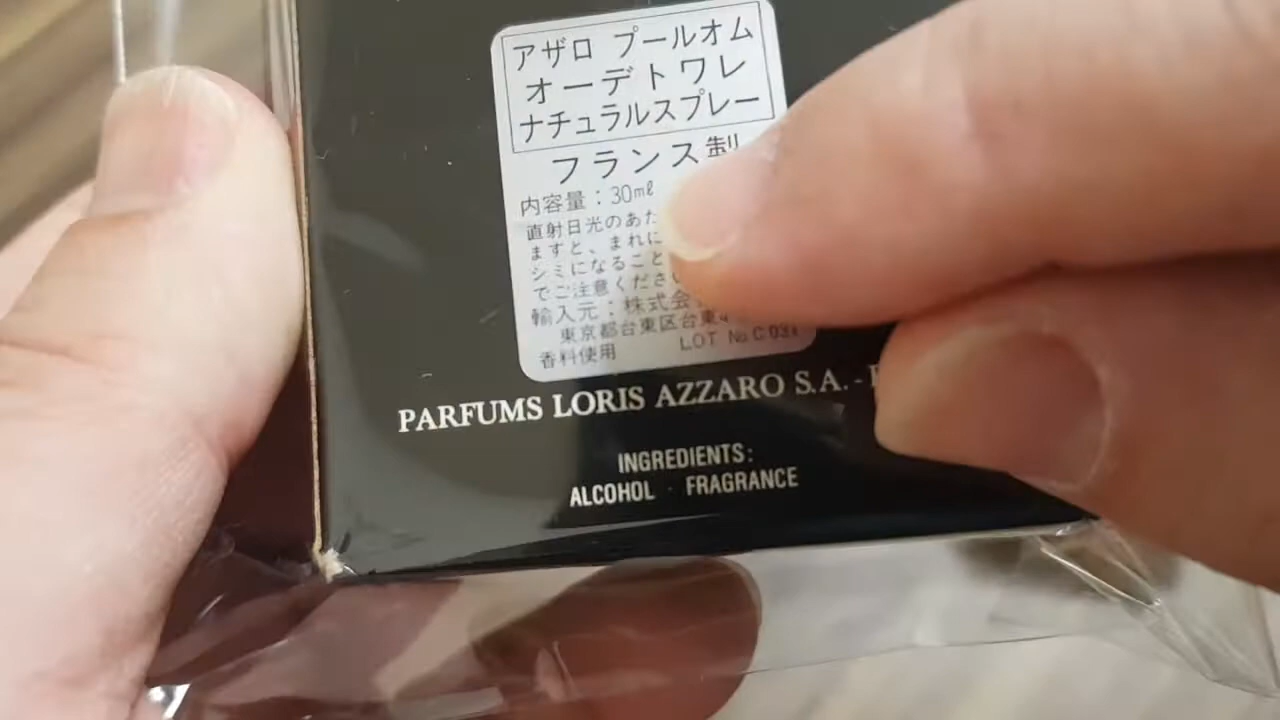 アザロ プールオム
オーデトワレ
ナチュラルスプレー
フランス製
内容量：30ml
直射日光のあた
ますと、まれに
シミになること
でご注意くださ
輸入元：株式会
東京都台東区台東4
香料使用 LOT No.C031
PARFUMS LORIS AZZARO S.A. -
INGREDIENTS:
ALCOHOL · FRAGRANCE